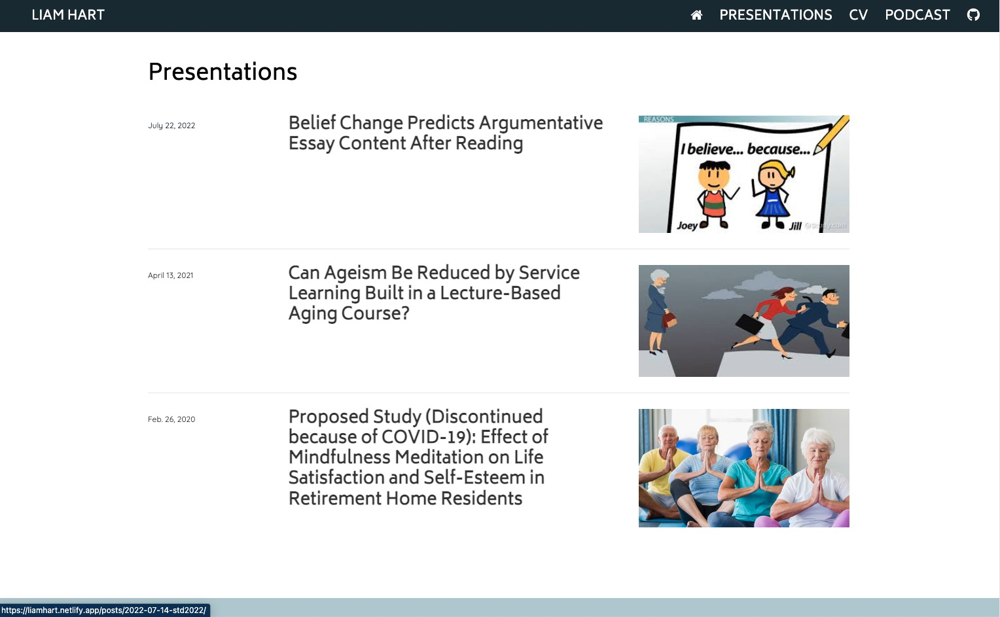 LIAM HART
PRESENTATIONS CV PODCAST
Presentations
July 22, 2022
Belief Change Predicts Argumentative
Essay Content After Reading
REASONS
I believe... because...
Joey
Jill
Study.com
April 13, 2021
Can Ageism Be Reduced by Service
Learning Built in a Lecture-Based
Aging Course?
Feb. 26, 2020
Proposed Study (Discontinued
because of COVID-19): Effect of
Mindfulness Meditation on Life
Satisfaction and Self-Esteem in
Retirement Home Residents
https://liamhart.netlify.app/posts/2022-07-14-std2022/